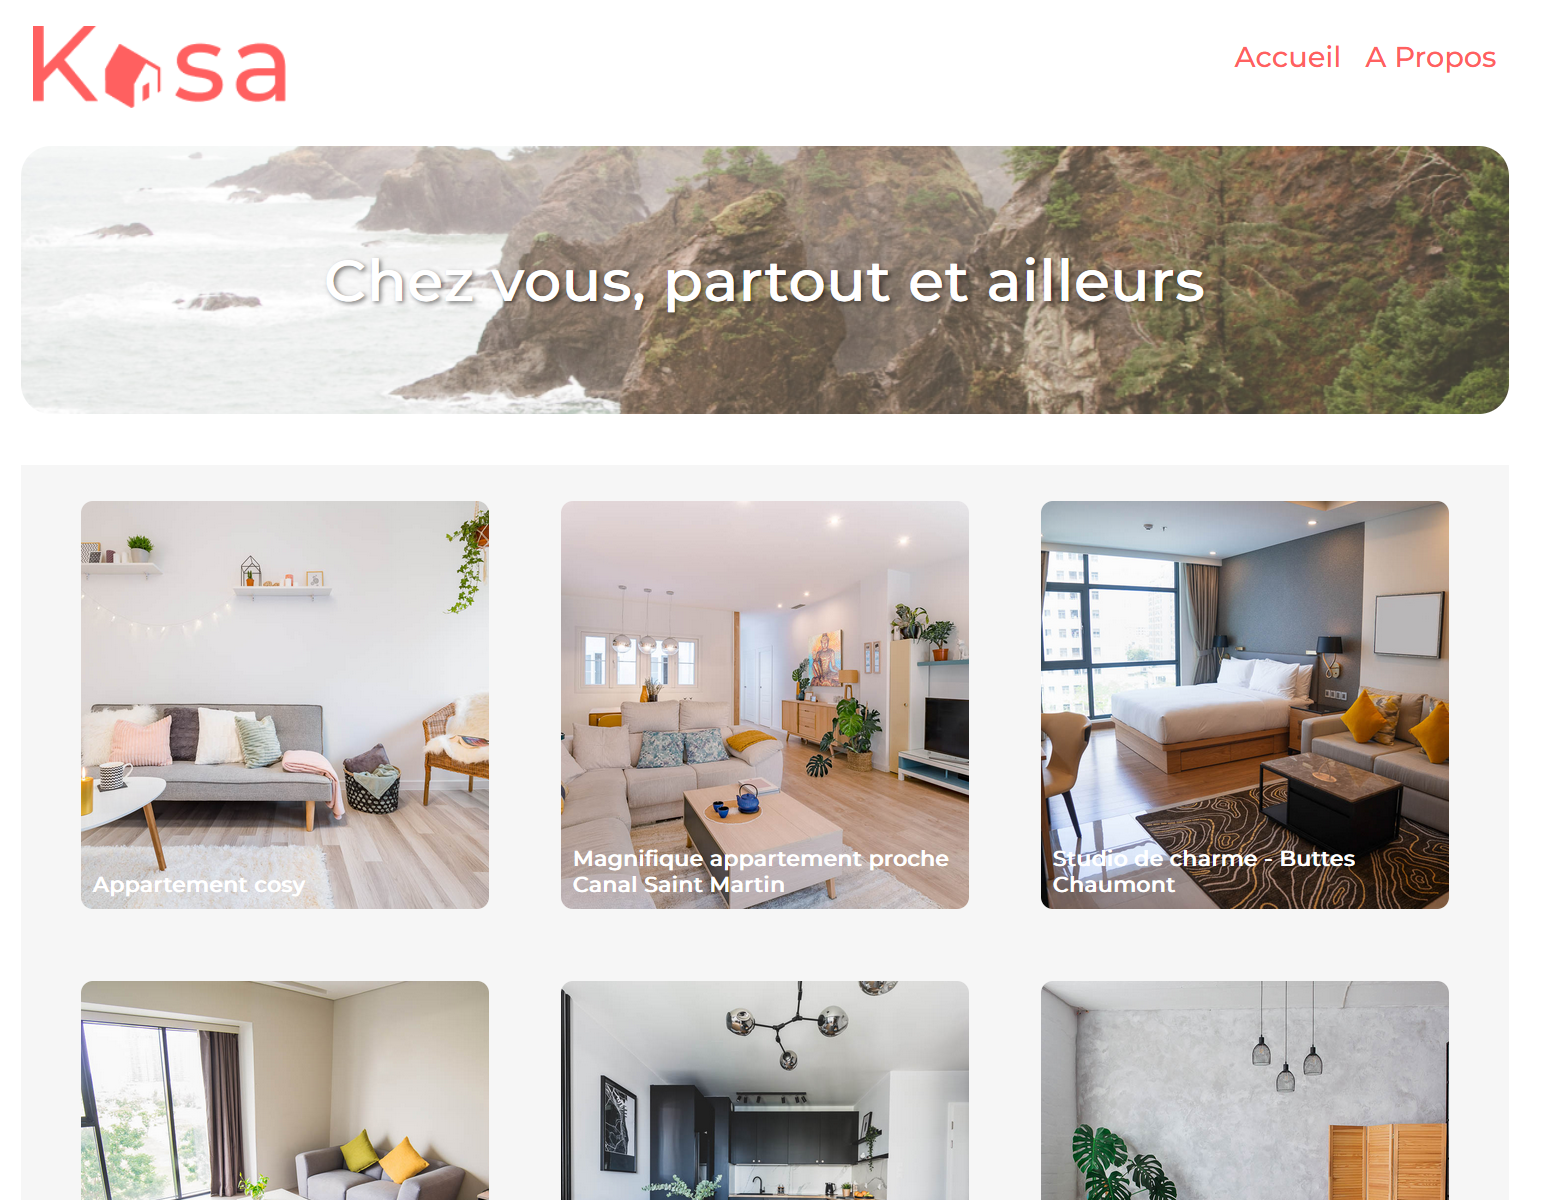 Kasa
Accueil A Propos
Chez vous, partout et ailleurs
Appartement cosy
Magnifique appartement proche
Canal Saint Martin
Studio de charme - Buttes
Chaumont